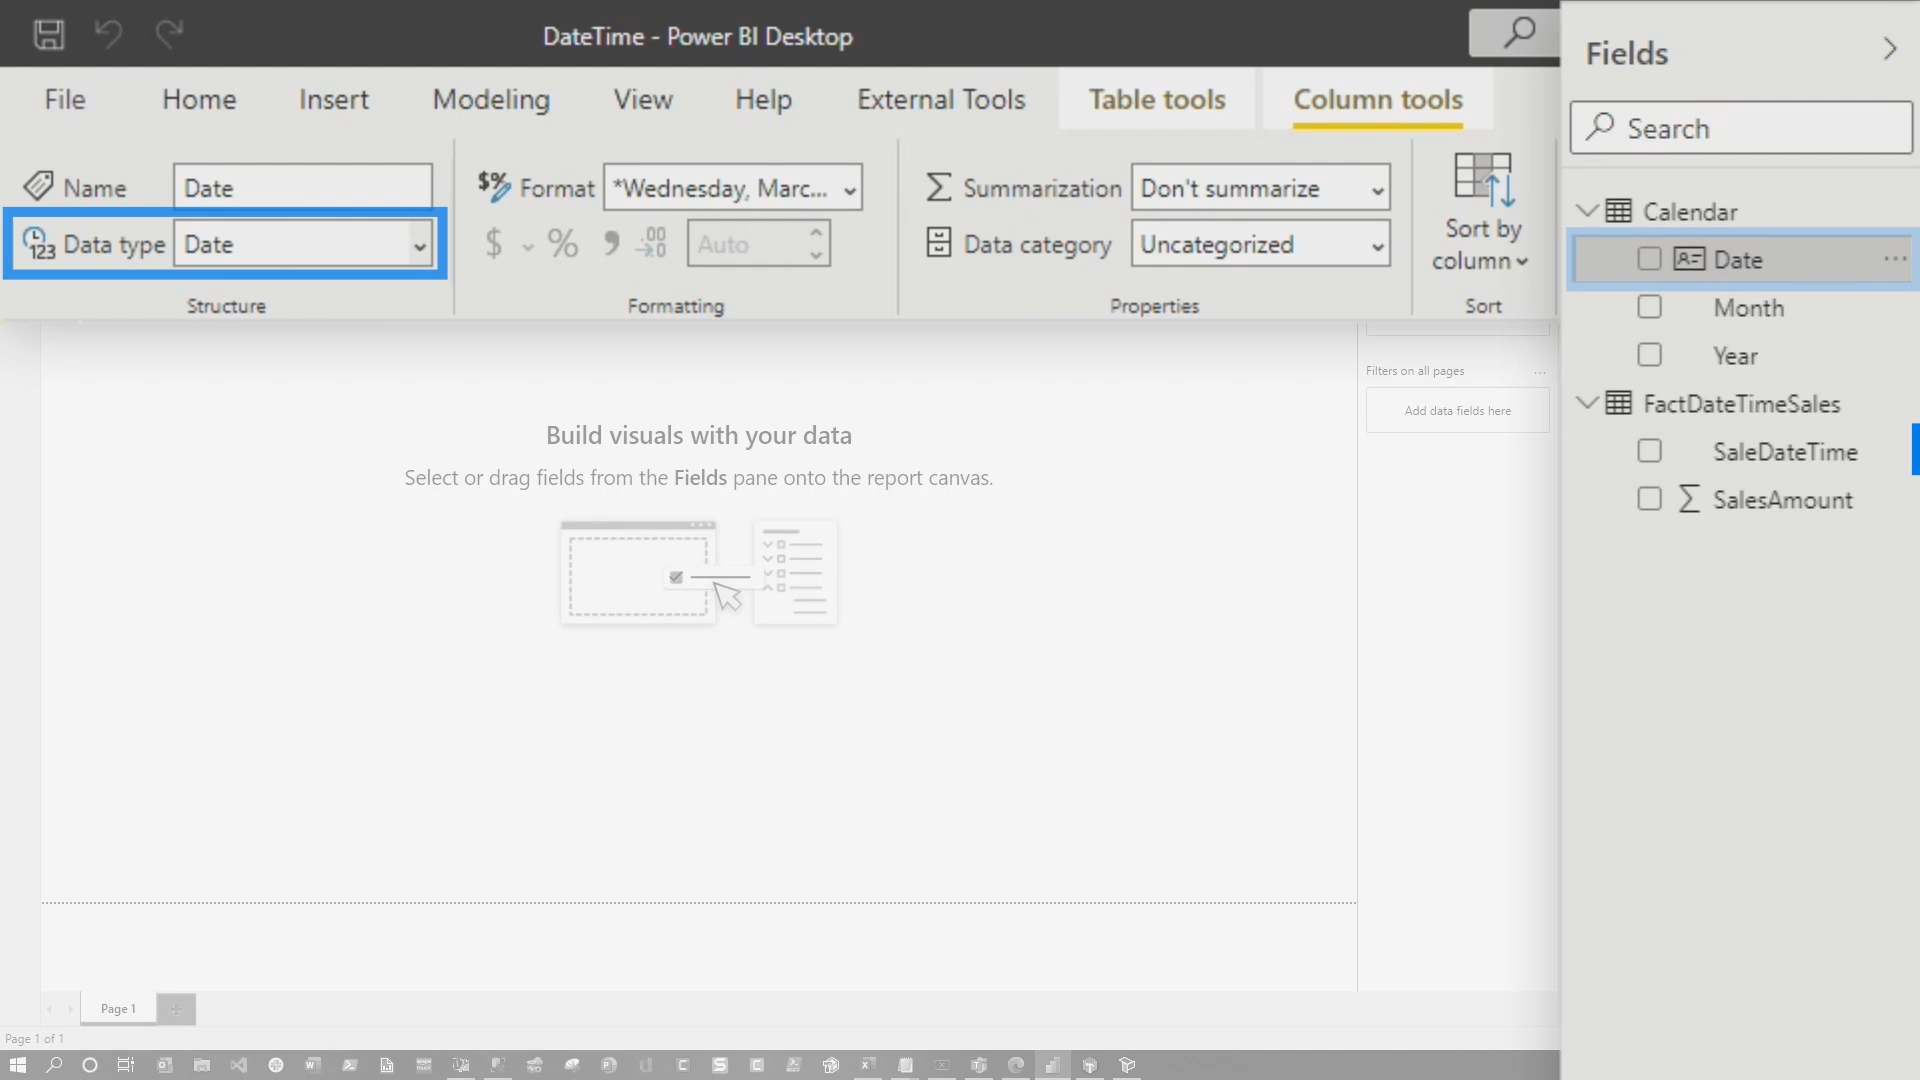 DateTime - Power BI Desktop
File Home Insert Modeling View Help External Tools Table tools Column tools
Name Date
Data type Date
Structure
$% Format *Wednesday, Marc...
$ % , .00 →.0 Auto
Formatting
Summarization Don't summarize
Data category Uncategorized
Properties
Sort by
column
Sort
Filters on all pages ...
Add data fields here
Build visuals with your data
Select or drag fields from the Fields pane onto the report canvas.
Page 1
Page 1 of 1
Fields
Search
Calendar
Date ...
Month
Year
FactDateTimeSales
SaleDateTime
SalesAmount